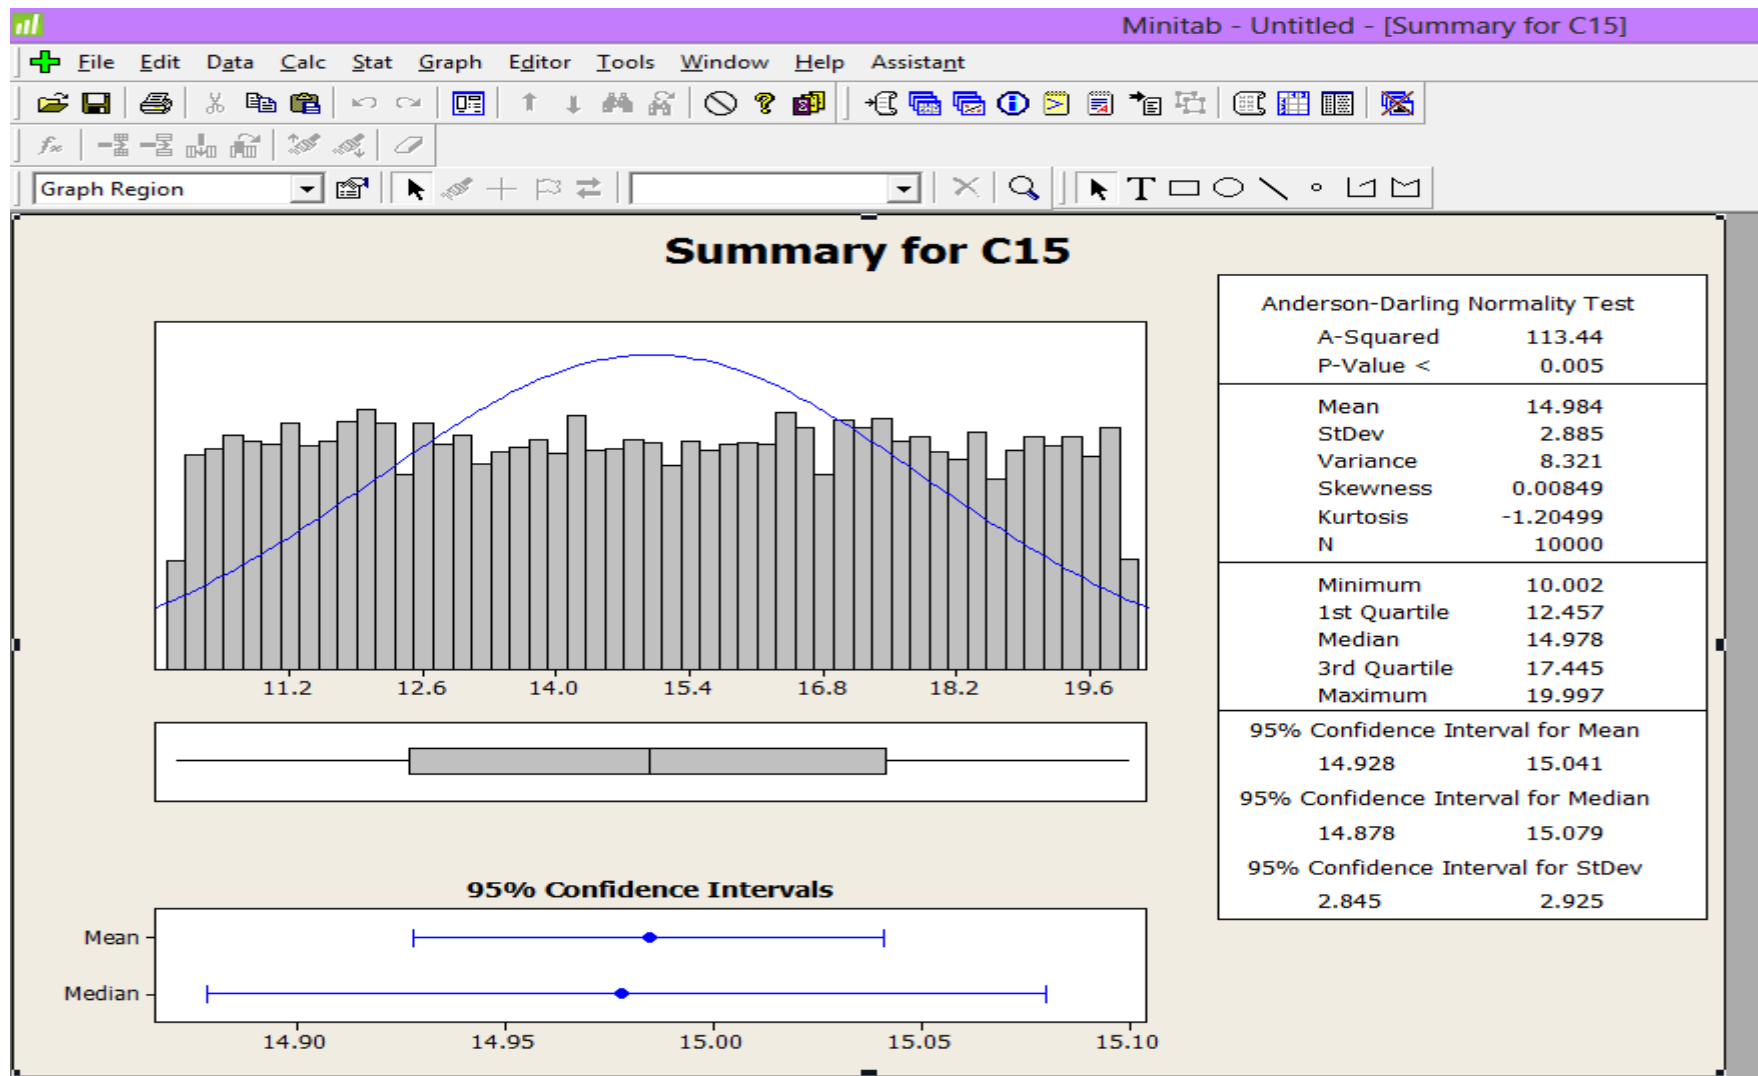 Minitab - Untitled - [Summary for C15]
File Edit Data Calc Stat Graph Editor Tools Window Help Assistant
Graph Region
Summary for C15
11.2 12.6 14.0 15.4 16.8 18.2 19.6
95% Confidence Intervals
Mean
Median
14.90 14.95 15.00 15.05 15.10
Anderson-Darling Normality Test
A-Squared 113.44
P-Value < 0.005
Mean 14.984
StDev 2.885
Variance 8.321
Skewness 0.00849
Kurtosis -1.20499
N 10000
Minimum 10.002
1st Quartile 12.457
Median 14.978
3rd Quartile 17.445
Maximum 19.997
95% Confidence Interval for Mean
14.928 15.041
95% Confidence Interval for Median
14.878 15.079
95% Confidence Interval for StDev
2.845 2.925